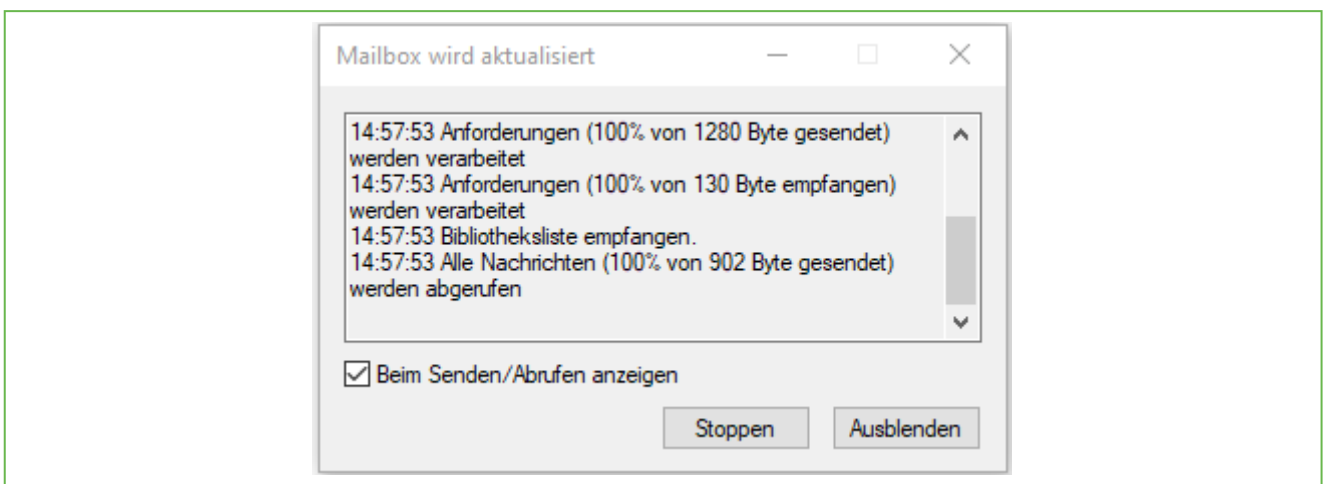 Mailbox wird aktualisiert
14:57:53 Anforderungen (100% von 1280 Byte gesendet)
werden verarbeitet
14:57:53 Anforderungen (100% von 130 Byte empfangen)
werden verarbeitet
14:57:53 Bibliotheksliste empfangen.
14:57:53 Alle Nachrichten (100% von 902 Byte gesendet)
werden abgerufen
Beim Senden/Abrufen anzeigen
Stoppen Ausblenden